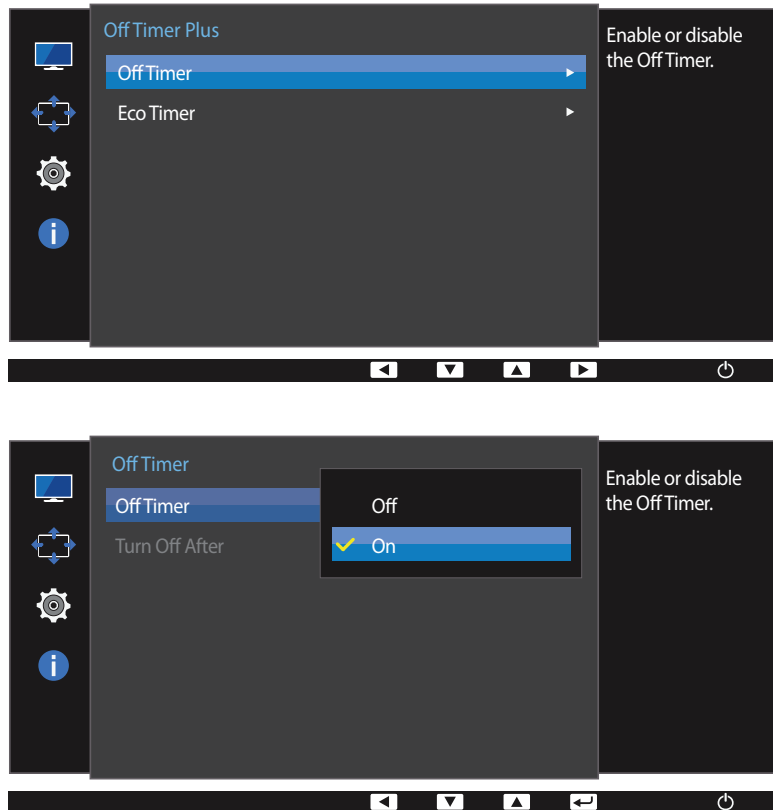 Off Timer Plus
Enable or disable
the Off Timer.
Off Timer
Eco Timer
i
Off Timer
Enable or disable
the Off Timer.
Off Timer
Off
Turn Off After
On
i